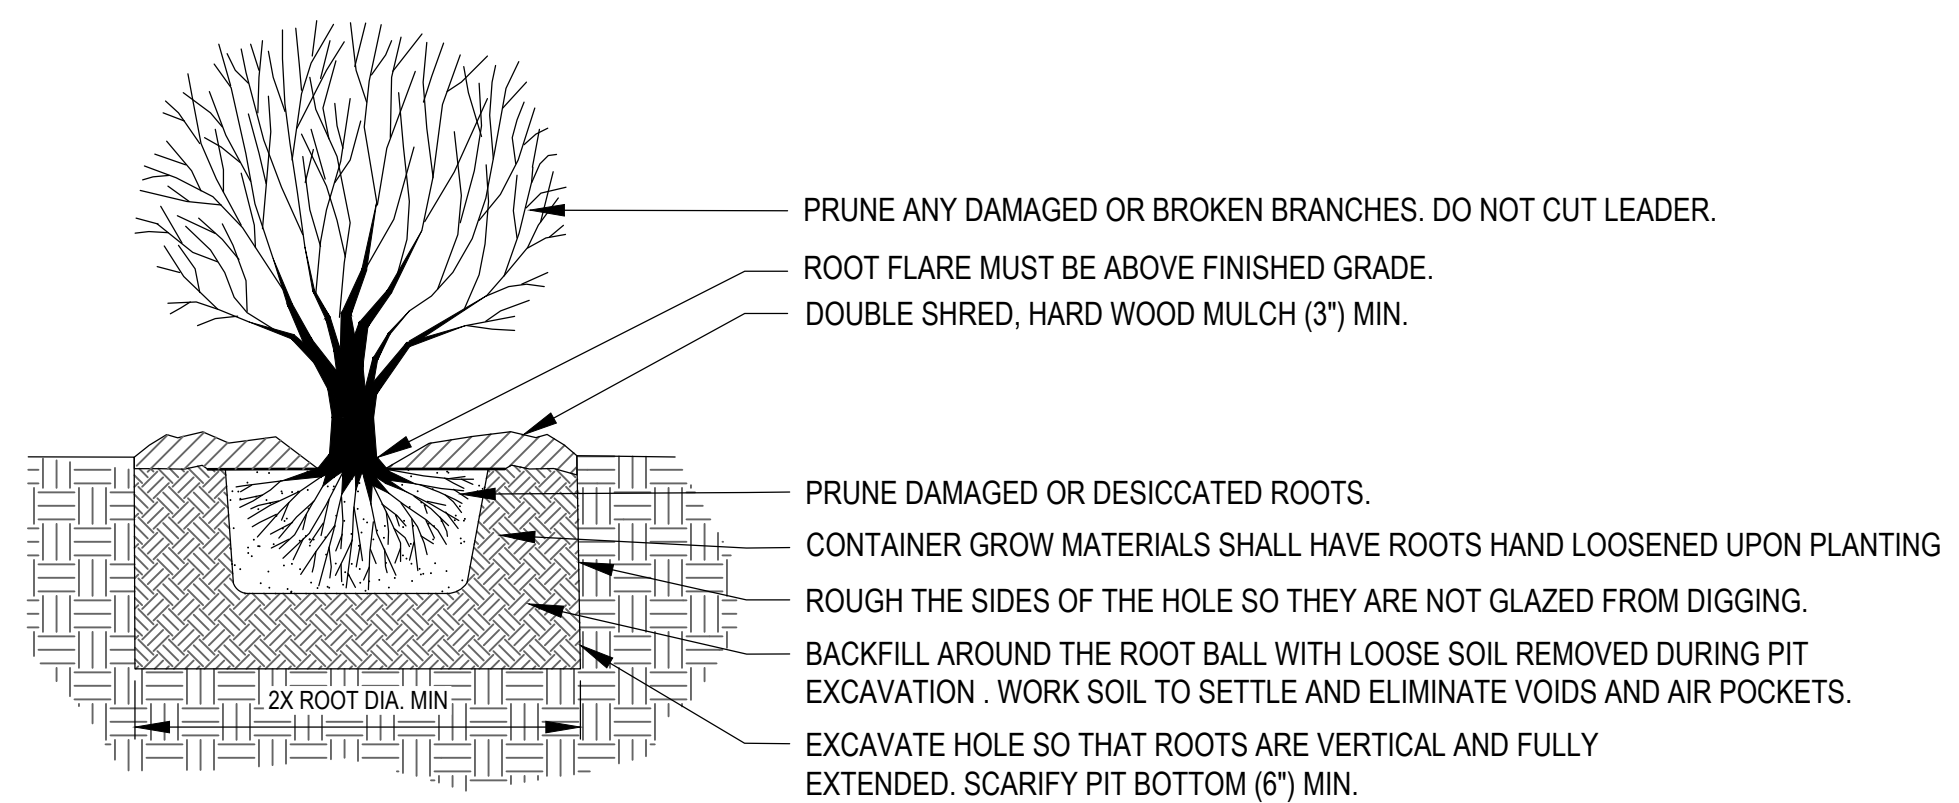 PRUNE ANY DAMAGED OR BROKEN BRANCHES. DO NOT CUT LEADER.
ROOT FLARE MUST BE ABOVE FINISHED GRADE.
DOUBLE SHRED, HARD WOOD MULCH (3") MIN.
PRUNE DAMAGED OR DESICCATED ROOTS.
CONTAINER GROW MATERIALS SHALL HAVE ROOTS HAND LOOSENED UPON PLANTING
ROUGH THE SIDES OF THE HOLE SO THEY ARE NOT GLAZED FROM DIGGING.
BACKFILL AROUND THE ROOT BALL WITH LOOSE SOIL REMOVED DURING PIT
EXCAVATION . WORK SOIL TO SETTLE AND ELIMINATE VOIDS AND AIR POCKETS.
2X ROOT DIA. MIN
EXCAVATE HOLE SO THAT ROOTS ARE VERTICAL AND FULLY
EXTENDED. SCARIFY PIT BOTTOM (6") MIN.